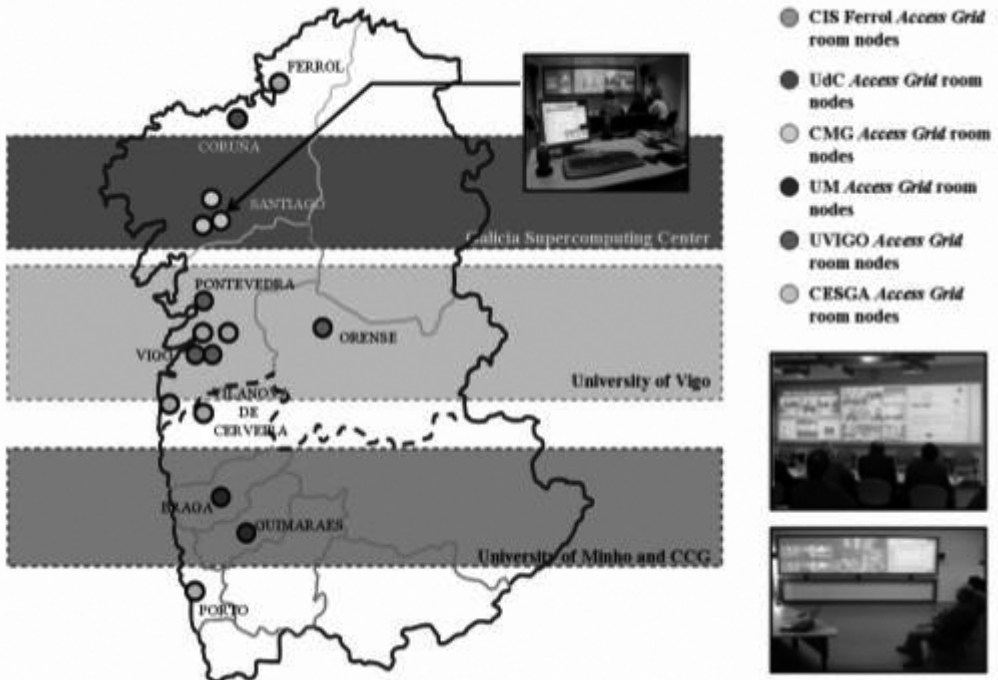 FERROL
CORUÑA
SANTIAGO
Galicia Supercomputing Center
PONTEVEDRA
ORENSE
VIGO
University of Vigo
VILANOVA
DE
CERVEIRA
BRAGA
GUIMARAES
University of Minho and CCG
PORTO
CIS Ferrol Access Grid
room nodes
UdC Access Grid room
nodes
CMG Access Grid room
nodes
UM Access Grid room
nodes
UVIGO Access Grid
room nodes
CESGA Access Grid
room nodes